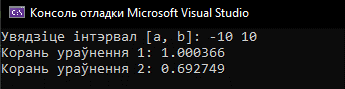 Консоль отладки Microsoft Visual Studio
Увядзіце інтэрвал [a, b]: -10 10
Корань ураўнення 1: 1.000366
Корань ураўнення 2: 0.692749